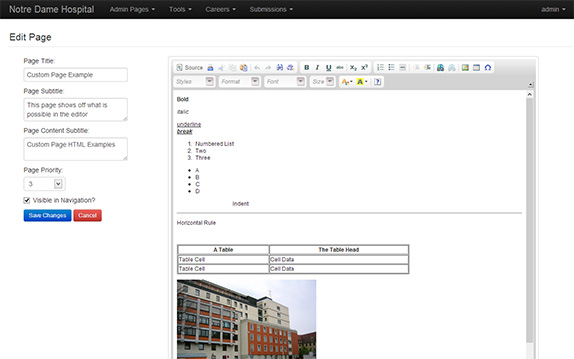 Notre Dame Hospital Admin Pages Tools Careers Submissions admin
Edit Page
Page Title:
Custom Page Example
Page Subtitle:
This page shows off what is
possible in the editor
Page Content Subtitle:
Custom Page HTML Examples
Page Priority:
3
Visible in Navigation?
Save Changes Cancel
Source B I U abc x₂ x² Ω
Styles Format Font Size A A ?
Bold
italic
underline
break
1. Numbered List
2. Two
3. Three
• A
• B
• C
• D
Indent
Horizontal Rule
A Table The Table Head
Table Cell Cell Data
Table Cell Cell Data